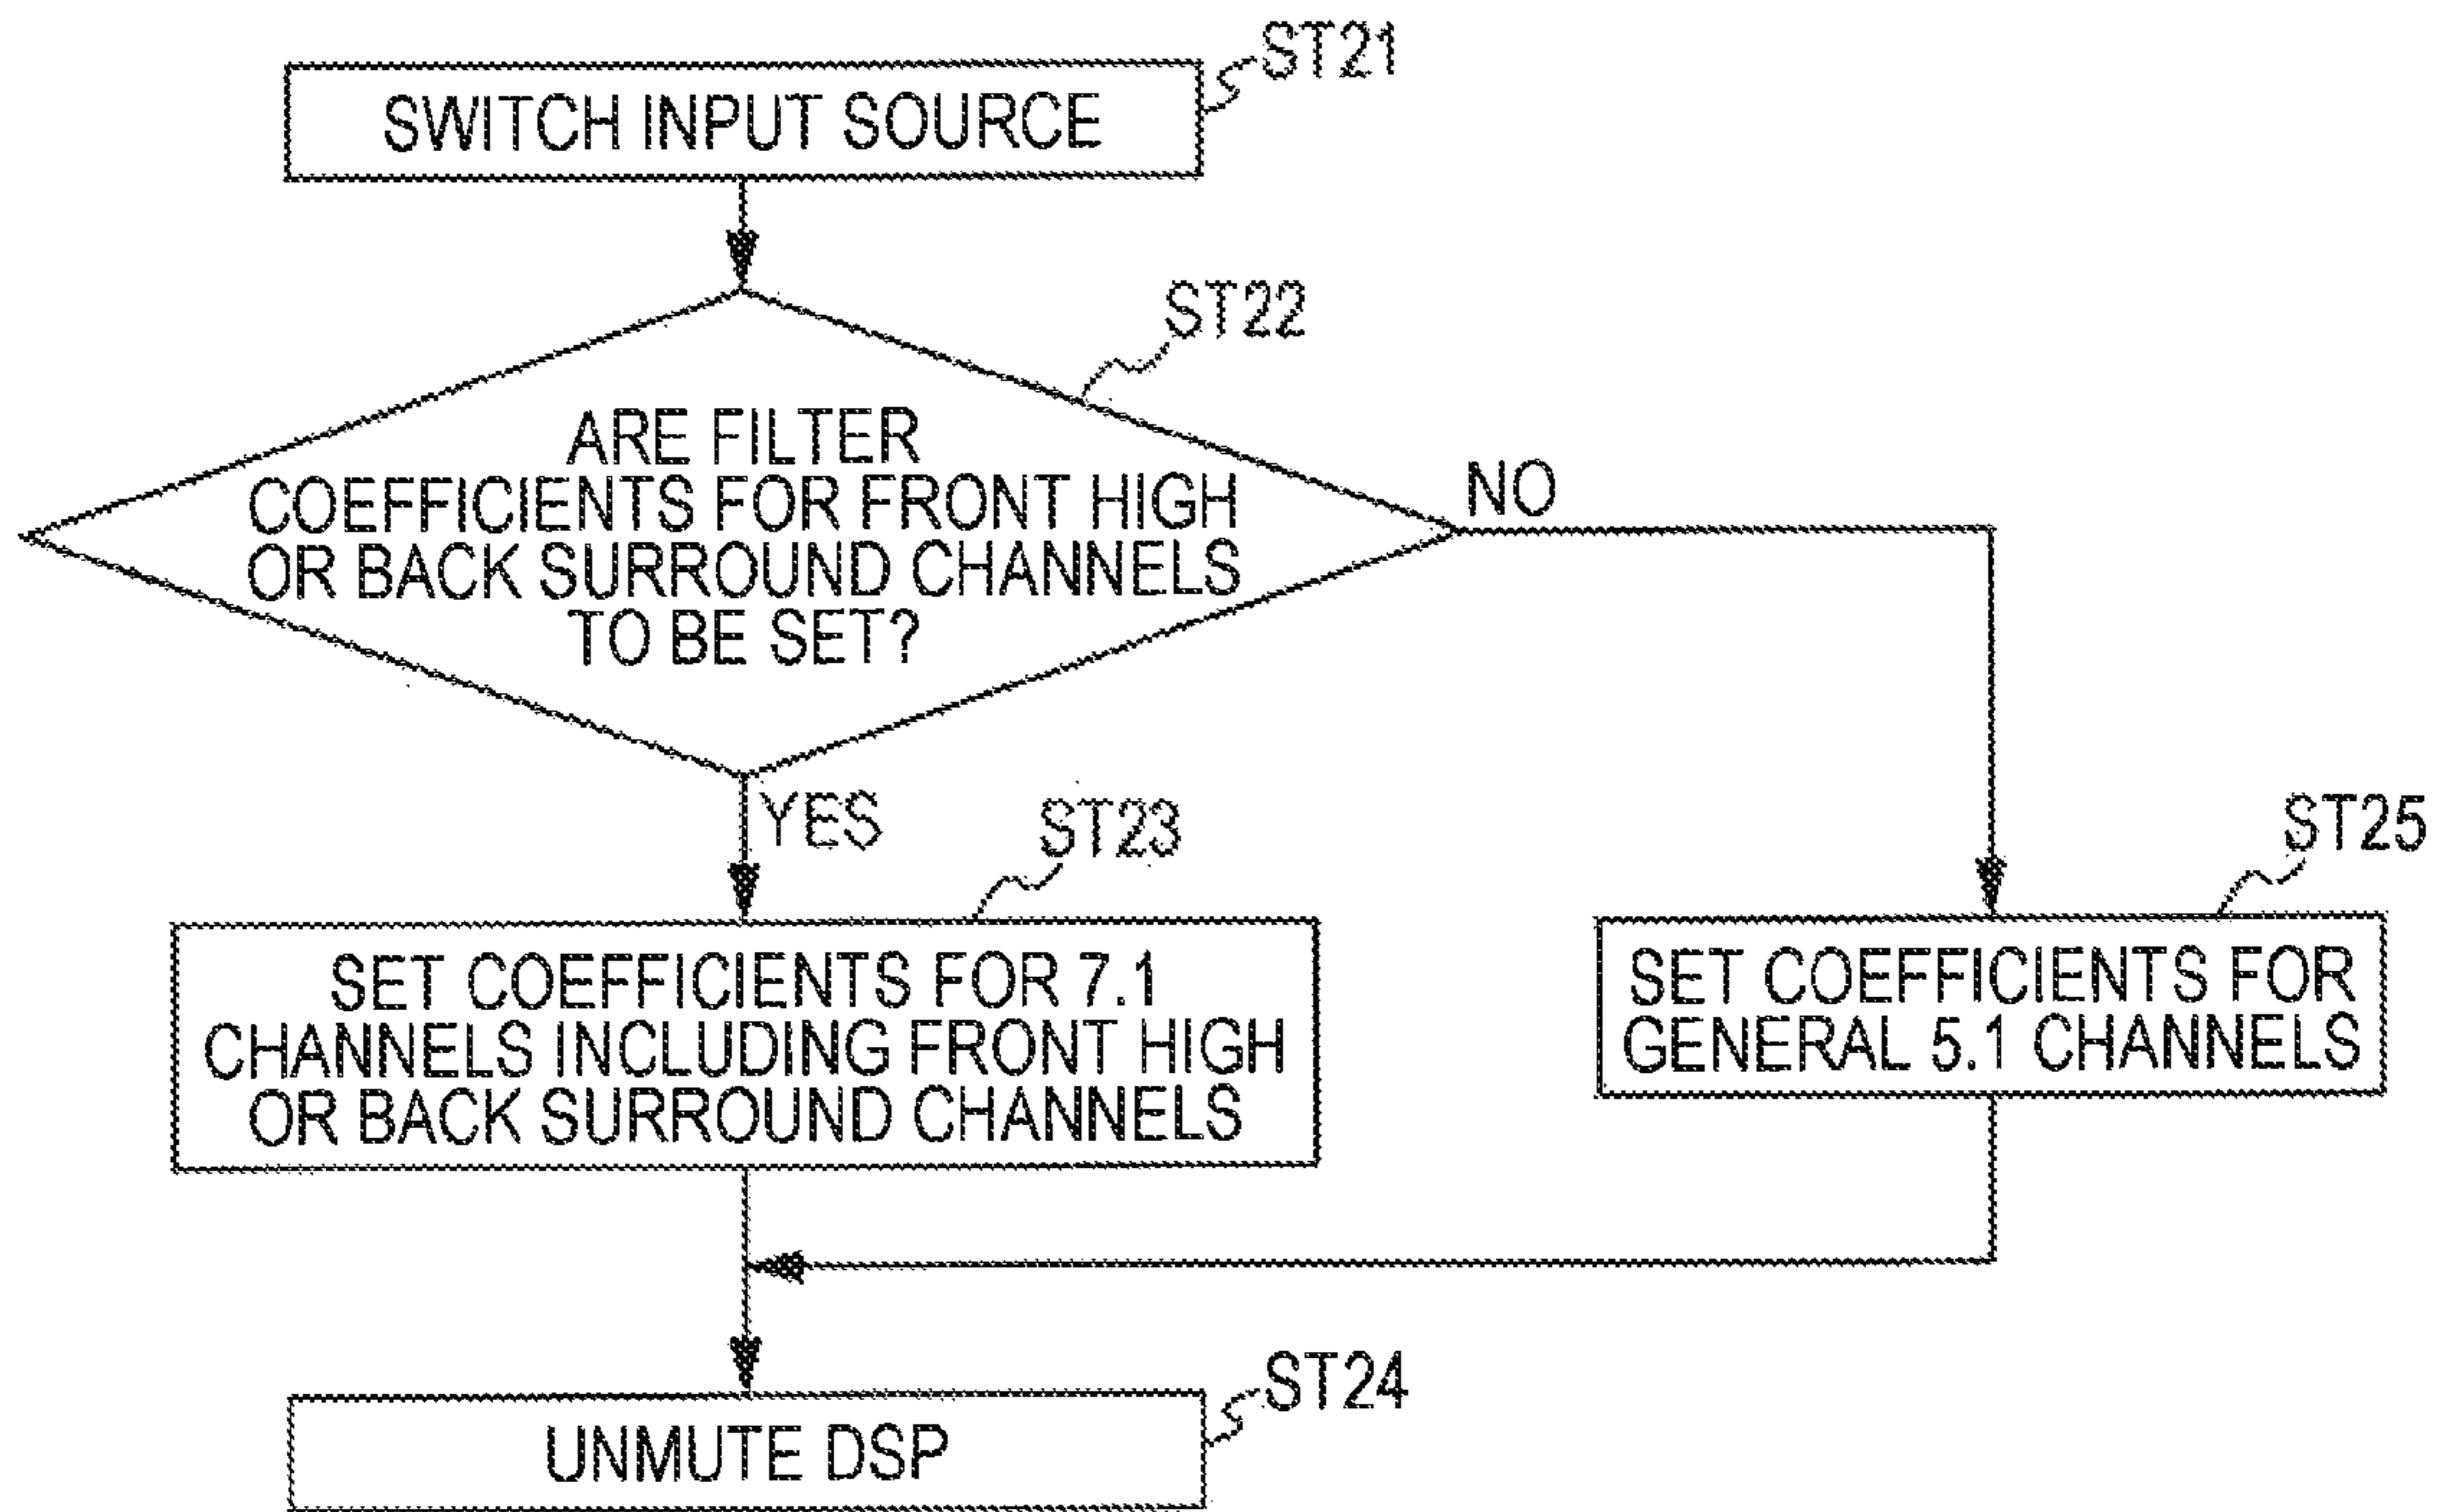 ST21
SWITCH INPUT SOURCE
ST22
ARE FILTER
COEFFICIENTS FOR FRONT HIGH
OR BACK SURROUND CHANNELS
TO BE SET?
NO
YES
ST23
SET COEFFICIENTS FOR 7.1
CHANNELS INCLUDING FRONT HIGH
OR BACK SURROUND CHANNELS
ST25
SET COEFFICIENTS FOR
GENERAL 5.1 CHANNELS
ST24
UNMUTE DSP